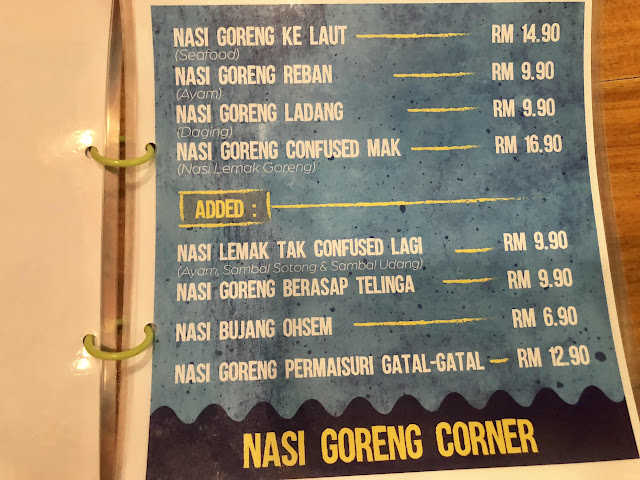 NASI GORENG KE LAUT RM 14.90
(Seafood)
NASI GORENG REBAN RM 9.90
(Ayam)
NASI GORENG LADANG RM 9.90
(Daging)
NASI GORENG CONFUSED MAK RM 16.90
(Nasi Lemak Goreng)
ADDED :
NASI LEMAK TAK CONFUSED LAGI RM 9.90
(Ayam, Sambal Sotong & Sambal Udang)
NASI GORENG BERASAP TELINGA RM 9.90
NASI BUJANG OHSEM RM 6.90
NASI GORENG PERMAISURI GATAL-GATAL RM 12.90
NASI GORENG CORNER